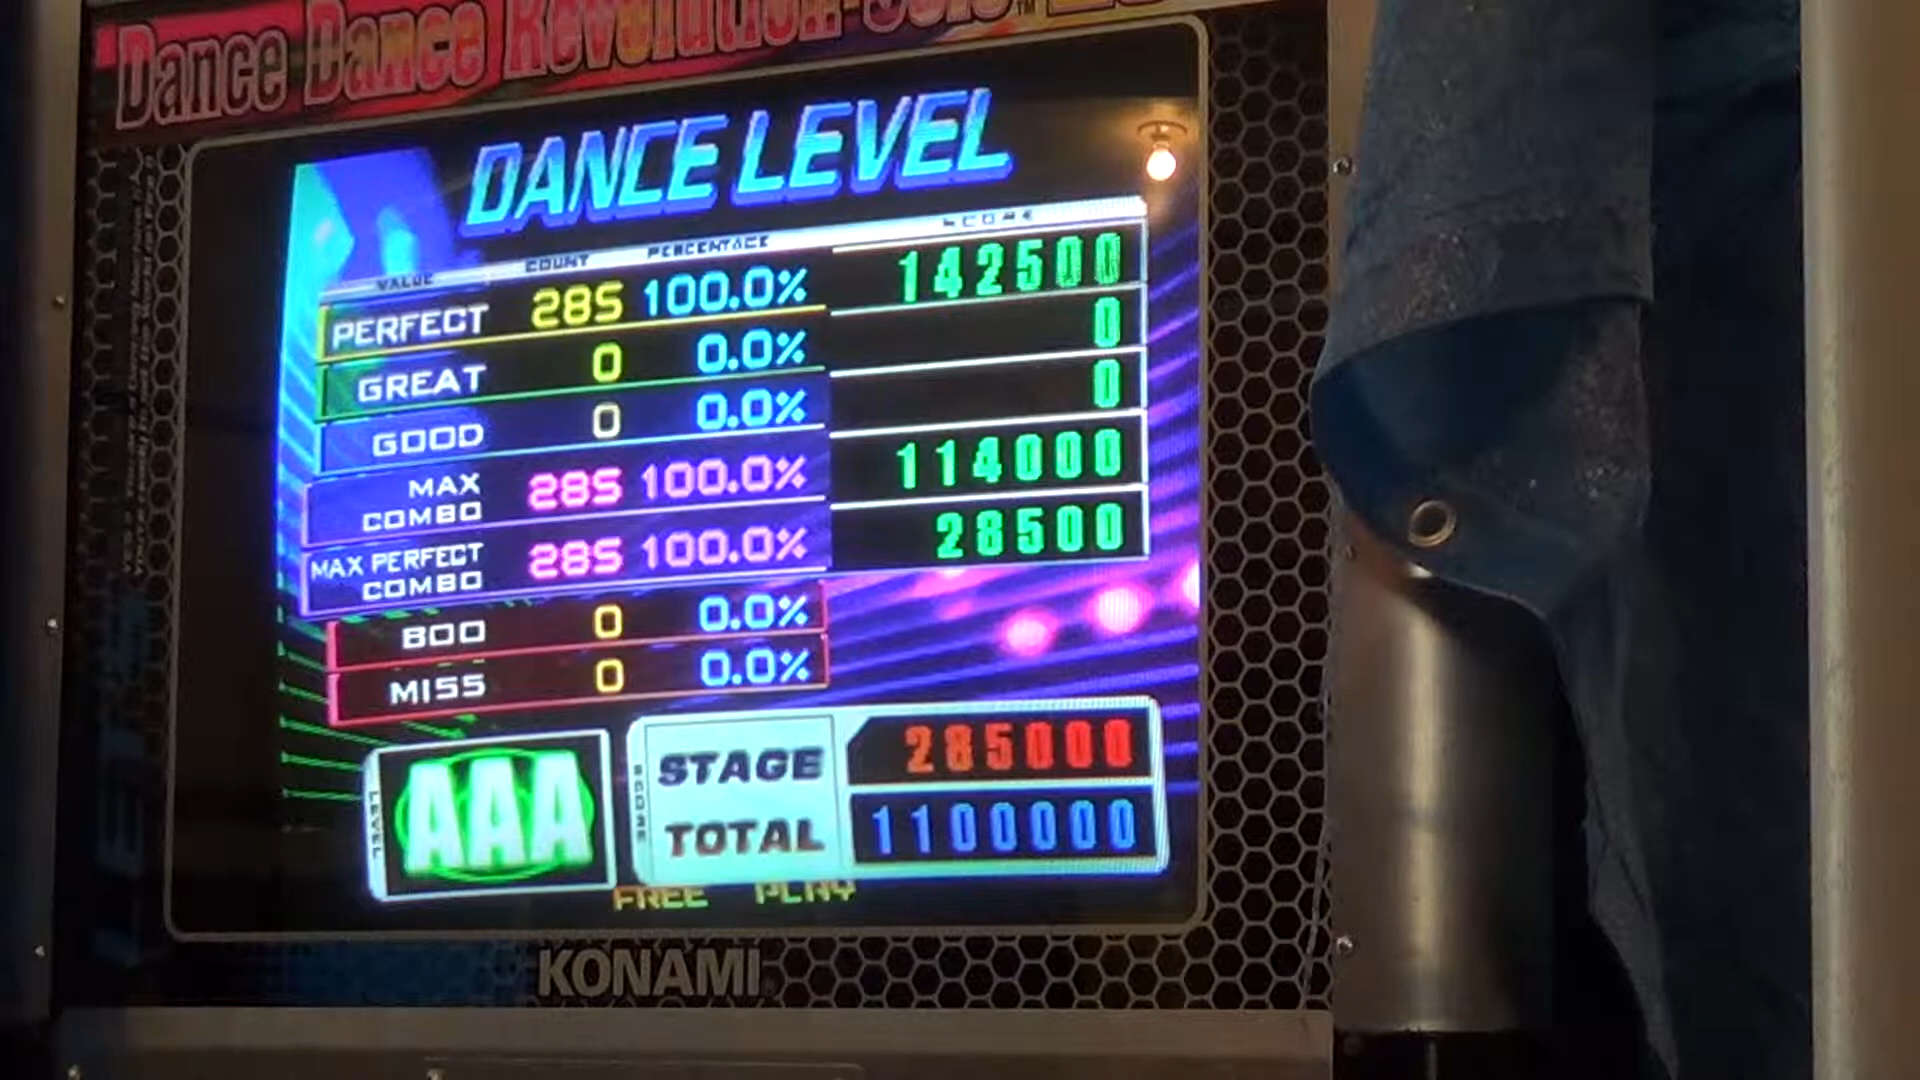 Dance Dance Revolution Solo
DANCE LEVEL
VALUE COUNT PERCENTAGE SCORE
PERFECT 285 100.0% 142500
GREAT 0 0.0% 0
GOOD 0 0.0% 0
MAX COMBO 285 100.0% 114000
MAX PERFECT COMBO 285 100.0% 28500
BOO 0 0.0%
MISS 0 0.0%
LEVEL AAA
SCORE
STAGE 285000
TOTAL 1100000
FREE PLAY
KONAMI